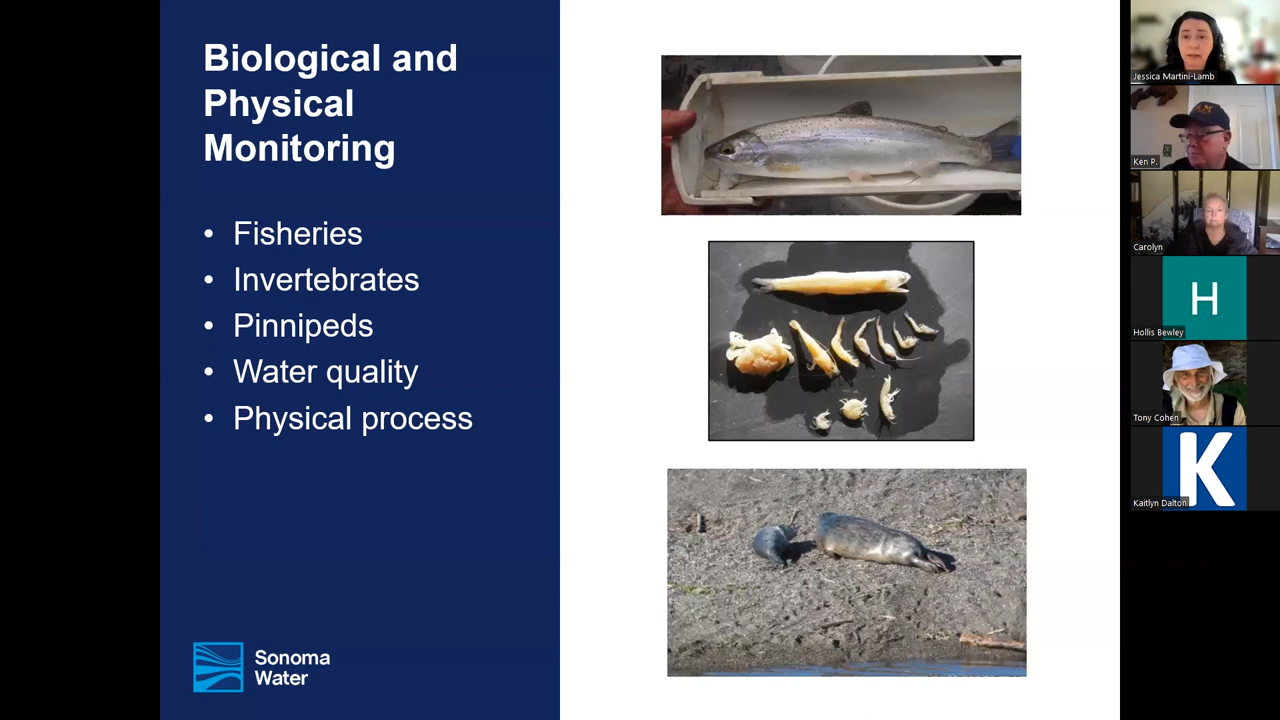 Biological and
Physical
Monitoring
• Fisheries
• Invertebrates
• Pinnipeds
• Water quality
• Physical process
Sonoma
Water
Jessica Martini-Lamb
Ken P.
Carolyn
H
Hollis Bewley
Tony Cohen
K
Kaitlyn Dalton